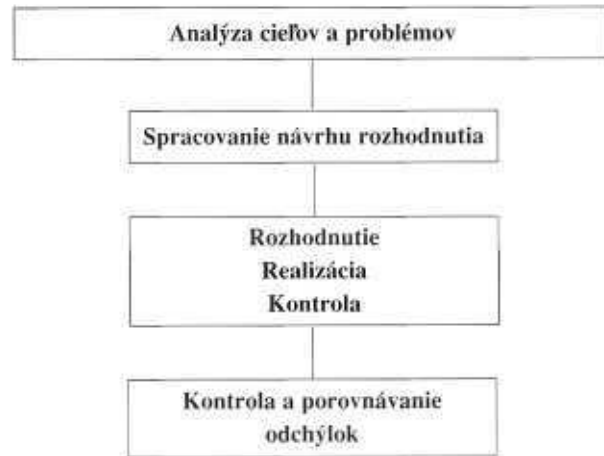 Analýza cieľov a problémov
Spracovanie návrhu rozhodnutia
Rozhodnutie
Realizácia
Kontrola
Kontrola a porovnávanie
odchýlok